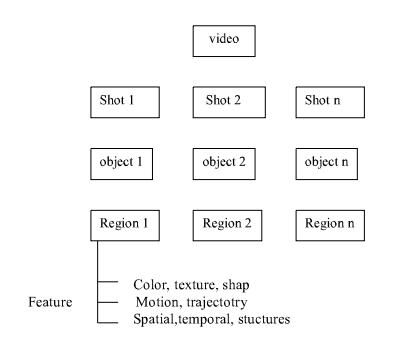 video
Shot 1 Shot 2 Shot n
object 1 object 2 object n
Region 1 Region 2 Region n
Color, texture, shap
Feature Motion, trajectotry
Spatial,temporal, stuctures